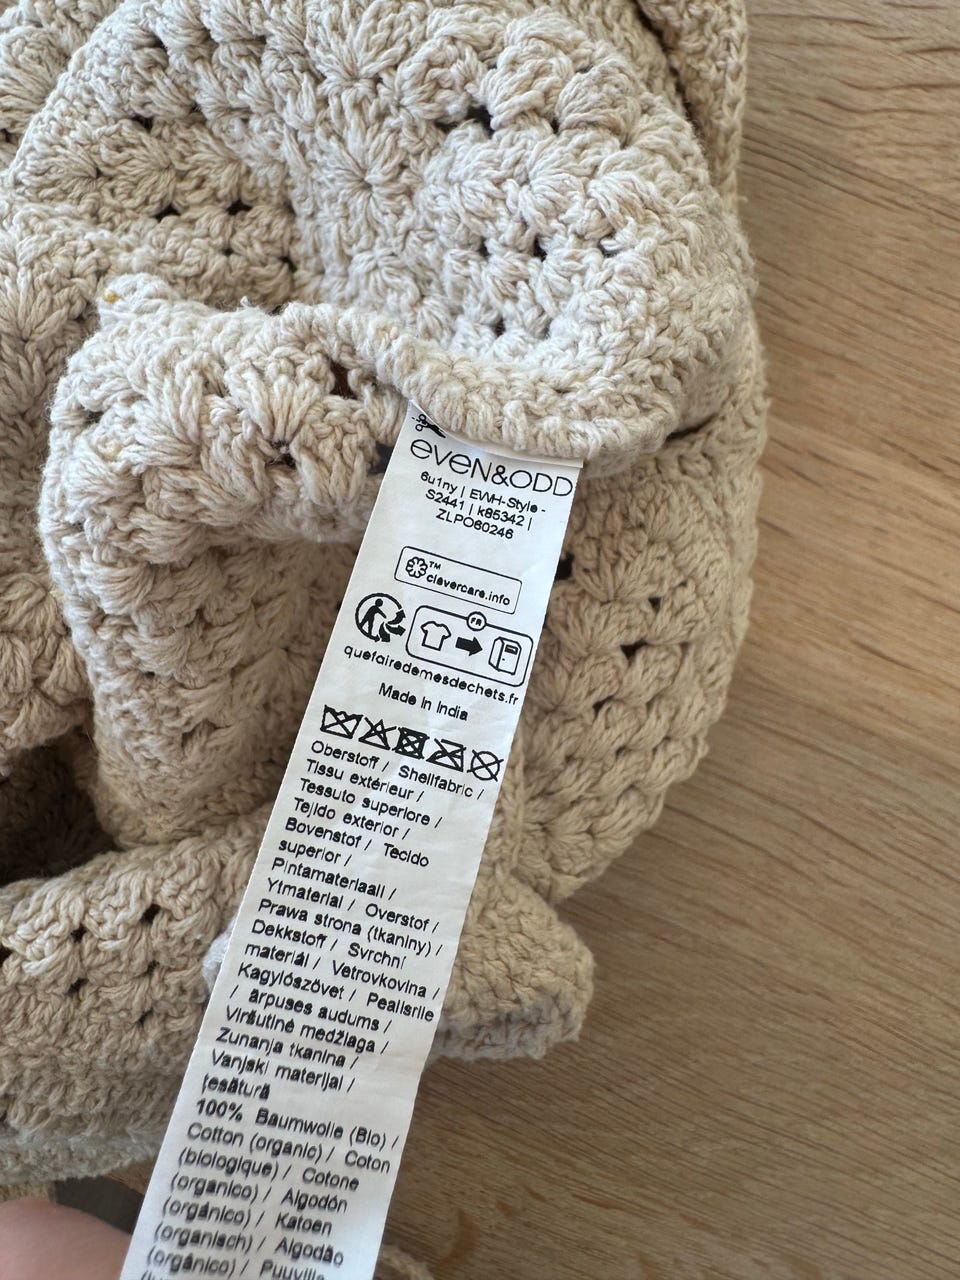 even&ODD
6u1ny | EWH-Style -
S2441 | k85342 |
ZLPO60246
TM
clevercare.info
FR
quefairedemesdechets.fr
Made in India
Oberstoff / Shellfabric /
Tissu extérieur /
Tessuto superiore /
Tejido exterior /
Bovenstof / Tecido
superior /
Pintamateriaali /
Ytmaterial / Overstof /
Prawa strona (tkaniny) /
Dekkstoff / Svrchní
materiál / Vetrovkovina /
Kagylószövet / Pealisriie
/ ārpuses audums /
Viršutinė medžiaga /
Zunanja tkanina /
Vanjski materijal /
țesătură
100% Baumwolle (Bio) /
Cotton (organic) / Coton
(biologique) / Cotone
(organico) / Algodón
(orgánico) / Katoen
(organisch) / Algodão
(orgânico) / Puuvilla